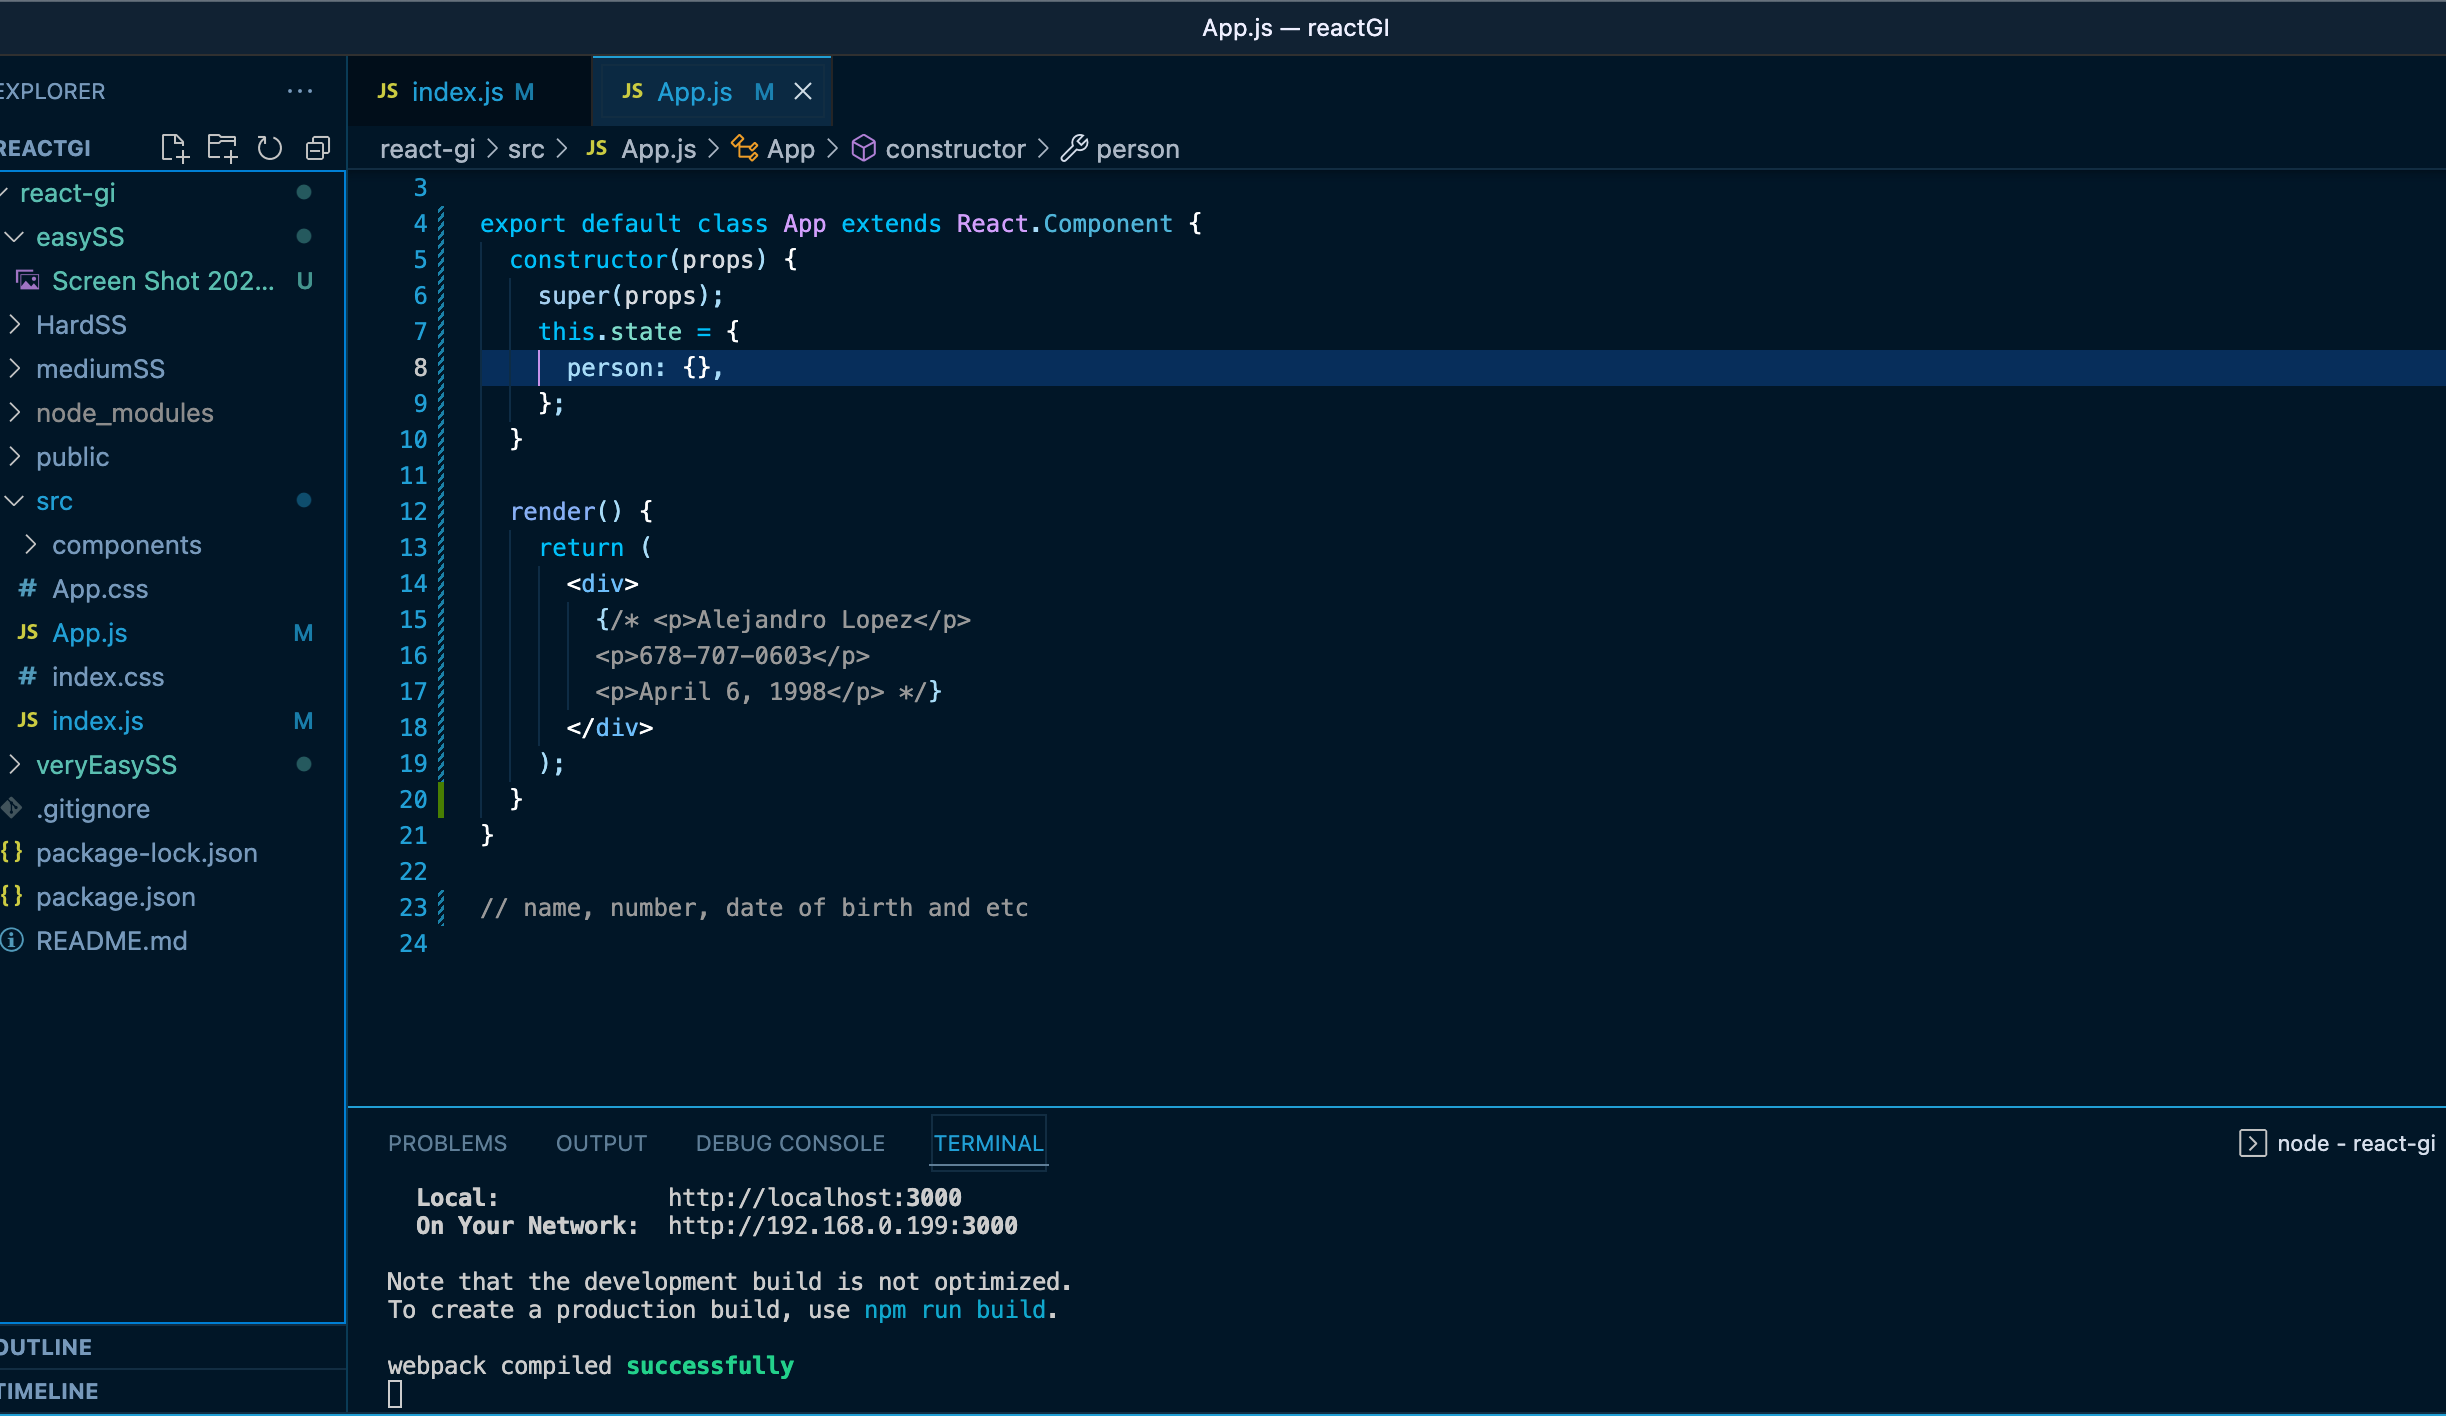 App.js — reactGI
EXPLORER
REACTGI
react-gi
easySS
Screen Shot 202... U
HardSS
mediumSS
node_modules
public
src
components
# App.css
JS App.js M
# index.css
JS index.js M
veryEasySS
.gitignore
{} package-lock.json
{} package.json
README.md
OUTLINE
TIMELINE
JS index.js M
JS App.js M
react-gi > src > JS App.js > App > constructor > person
3
4 export default class App extends React.Component {
5 constructor(props) {
6 super(props);
7 this.state = {
8 person: {},
9 };
10 }
11
12 render() {
13 return (
14 <div>
15 {/* <p>Alejandro Lopez</p>
16 <p>678-707-0603</p>
17 <p>April 6, 1998</p> */}
18 </div>
19 );
20 }
21 }
22
23 // name, number, date of birth and etc
24
PROBLEMS OUTPUT DEBUG CONSOLE TERMINAL
node - react-gi
Local: http://localhost:3000
On Your Network: http://192.168.0.199:3000
Note that the development build is not optimized.
To create a production build, use npm run build.
webpack compiled successfully